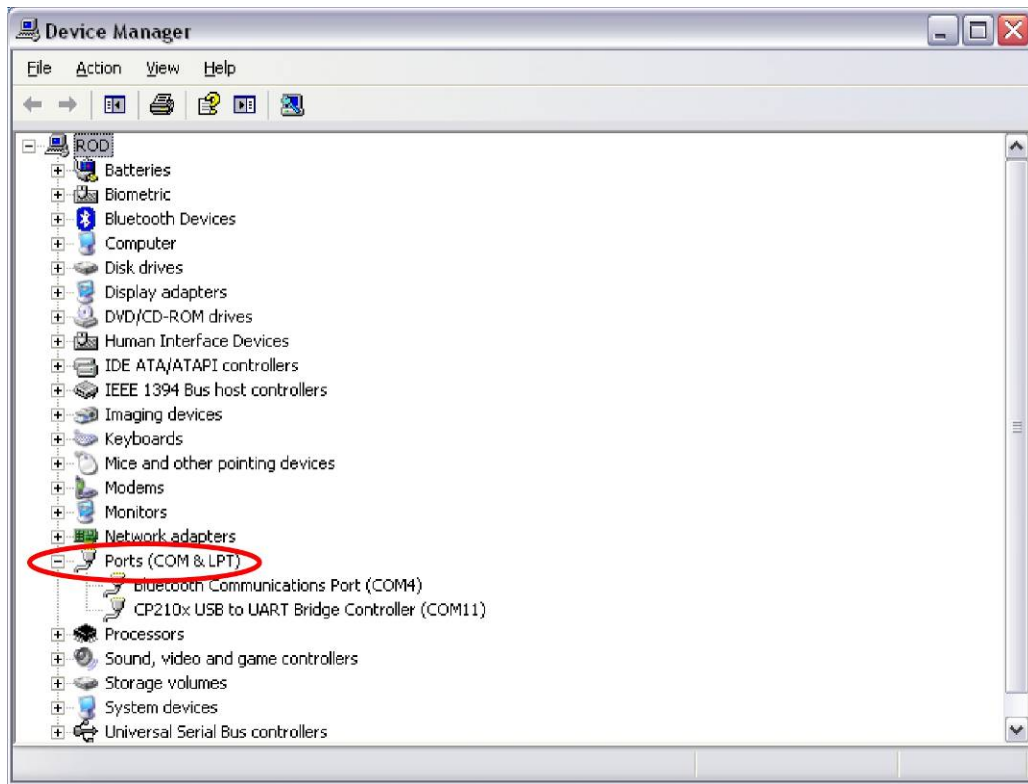 Device Manager
File Action View Help
ROD
Batteries
Biometric
Bluetooth Devices
Computer
Disk drives
Display adapters
DVD/CD-ROM drives
Human Interface Devices
IDE ATA/ATAPI controllers
IEEE 1394 Bus host controllers
Imaging devices
Keyboards
Mice and other pointing devices
Modems
Monitors
Network adapters
Ports (COM & LPT)
Bluetooth Communications Port (COM4)
CP210x USB to UART Bridge Controller (COM11)
Processors
Sound, video and game controllers
Storage volumes
System devices
Universal Serial Bus controllers